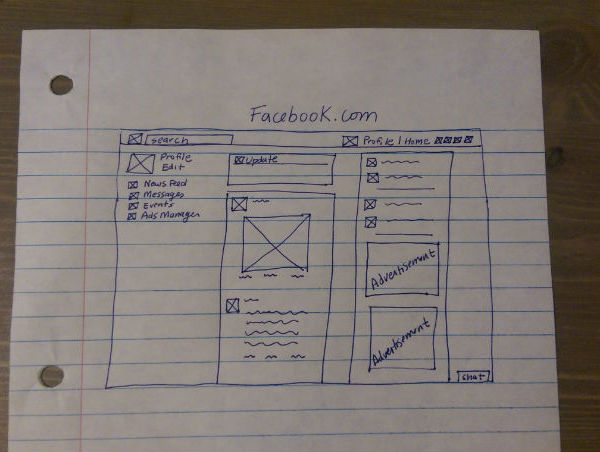 Facebook.com
search
Profile | Home
Profile
Edit
News Feed
Messages
Events
Ads Manager
Update
Advertisement
Advertisement
chat